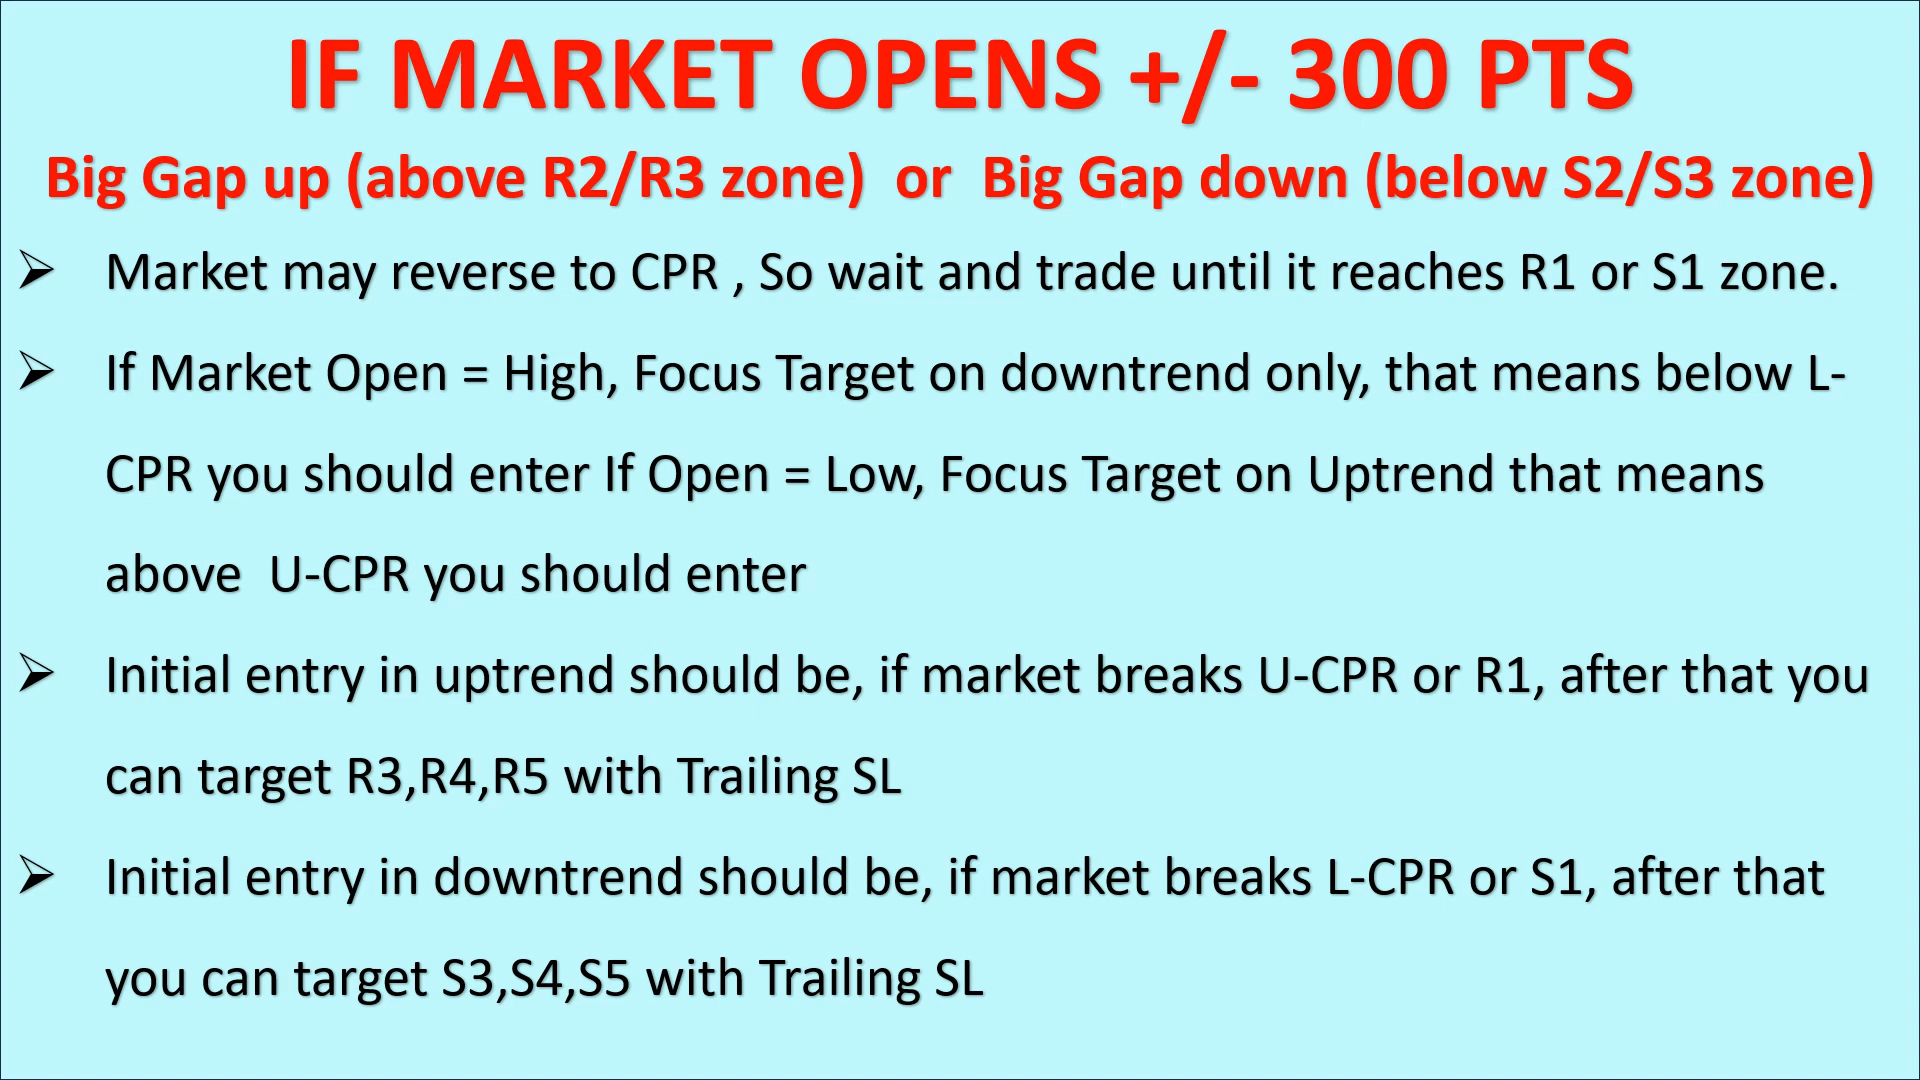 IF MARKET OPENS +/- 300 PTS
Big Gap up (above R2/R3 zone)  or  Big Gap down (below S2/S3 zone)
➢ Market may reverse to CPR , So wait and trade until it reaches R1 or S1 zone.
➢ If Market Open = High, Focus Target on downtrend only, that means below L-
CPR you should enter If Open = Low, Focus Target on Uptrend that means
above  U-CPR you should enter
➢ Initial entry in uptrend should be, if market breaks U-CPR or R1, after that you
can target R3,R4,R5 with Trailing SL
➢ Initial entry in downtrend should be, if market breaks L-CPR or S1, after that
you can target S3,S4,S5 with Trailing SL